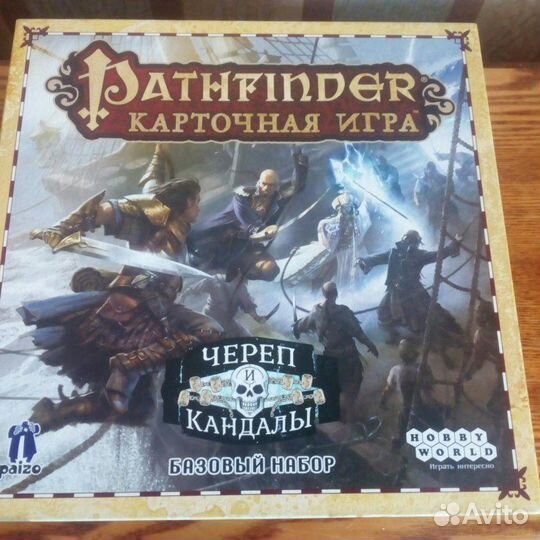 PATHFINDER
КАРТОЧНАЯ ИГРА
ЧЕРЕП
И
КАНДАЛЫ
БАЗОВЫЙ НАБОР
paizo
HOBBY
WORLD
Играть интересно
Avito